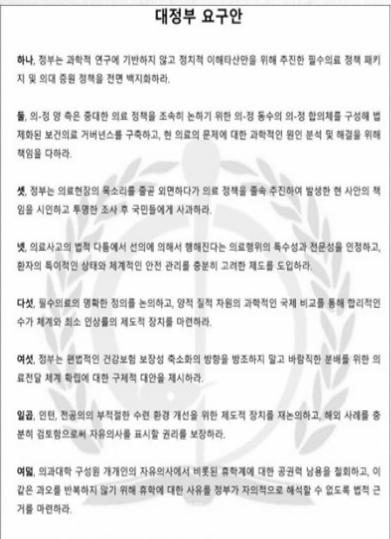 대정부 요구안
하나, 정부는 과학적 연구에 기반하지 않고 정치적 이해타산만을 위해 추진한 필수의료 정책 패키
지 및 의대 증원 정책을 전면 백지화하라.
둘, 의-정 양 측은 중대한 의료 정책을 조속히 논하기 위한 의-정 동수의 의-정 합의체를 구성해 법
제화된 보건의료 거버넌스를 구축하고, 현 의료의 문제에 대한 과학적인 원인 분석 및 해결을 위해
책임을 다하라.
셋, 정부는 의료현장의 목소리를 줄곧 외면하다가 의료 정책을 졸속 추진하여 발생한 현 사안의 책
임을 시인하고 투명한 조사 후 국민들에게 사과하라.
넷, 의료사고의 법적 다툼에서 선의에 의해서 행해진다는 의료행위의 특수성과 전문성을 인정하고,
환자의 특이적인 상태와 체계적인 안전 관리를 충분히 고려한 제도를 도입하라.
다섯, 필수의료의 명확한 정의를 논의하고, 양적 질적 차원의 과학적인 국제 비교를 통해 합리적인
수가 체계와 최소 인상률의 제도적 장치를 마련하라.
여섯, 정부는 편법적인 건강보험 보장성 축소화의 방향을 방조하지 말고 바람직한 분배를 위한 의
료전달 체계 확립에 대한 구체적 대안을 제시하라.
일곱, 인턴, 전공의의 부적절한 수련 환경 개선을 위한 제도적 장치를 재논의하고, 해외 사례를 충
분히 검토함으로써 자유의사를 표시할 권리를 보장하라.
여덟, 의과대학 구성원 개개인의 자유의사에서 비롯된 휴학계에 대한 공권력 남용을 철회하고, 이
같은 과오를 반복하지 않기 위해 휴학에 대한 사유를 정부가 자의적으로 해석할 수 없도록 법적 근
거를 마련하라.